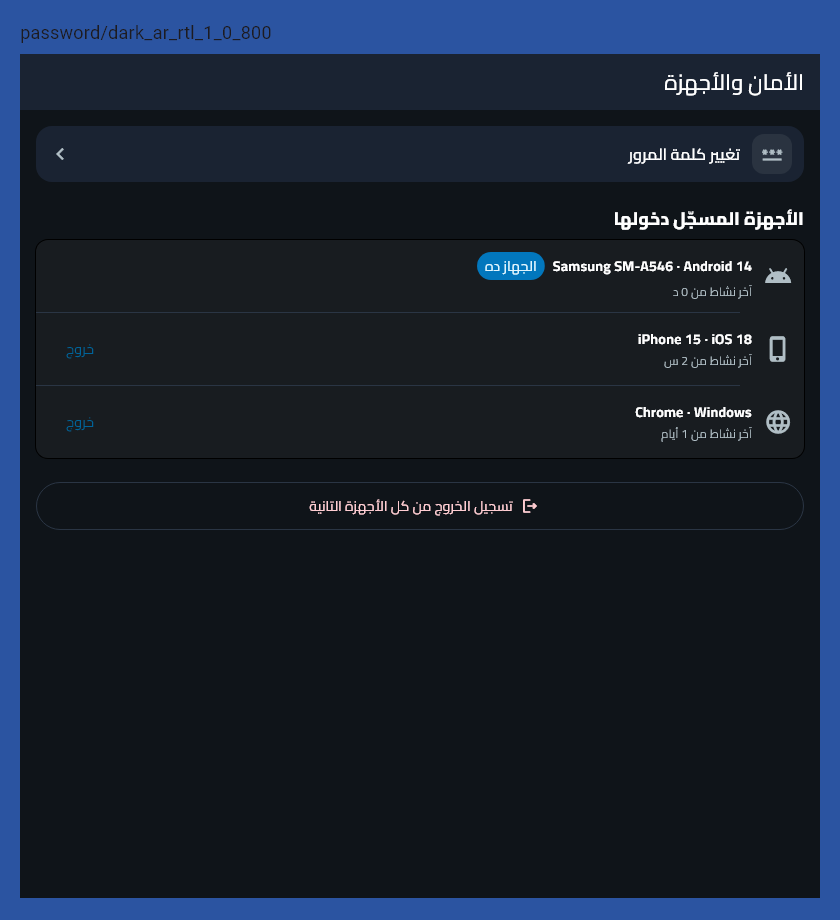 password/dark_ar_rtl_1_0_800
الأمان والأجهزة
تغيير كلمة المرور
الأجهزة المسجّل دخولها
Samsung SM-A546 · Android 14 الجهاز ده
آخر نشاط من 0 د
iPhone 15 · iOS 18
آخر نشاط من 2 س
خروج
Chrome · Windows
آخر نشاط من 1 أيام
خروج
تسجيل الخروج من كل الأجهزة التانية